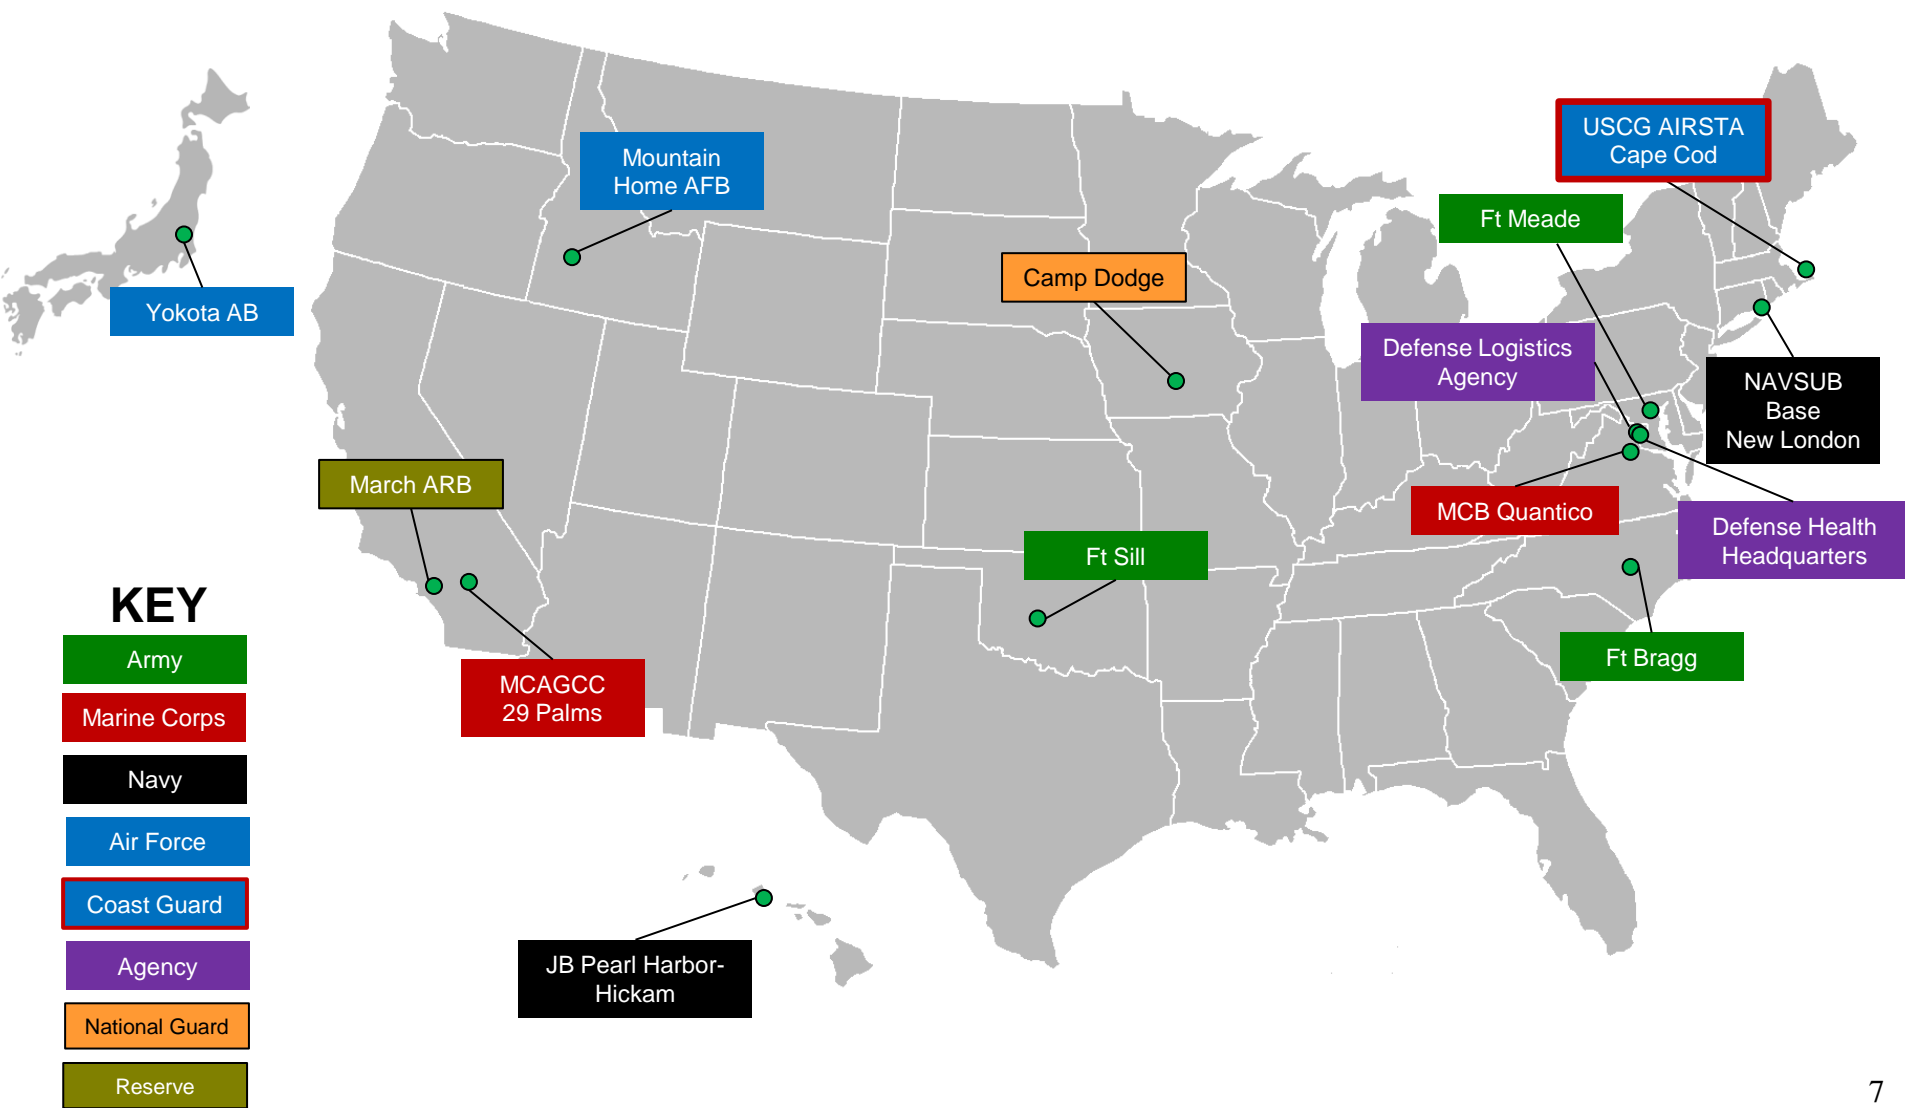 USCG AIRSTA
Cape Cod
Mountain
Home AFB
Ft Meade
Camp Dodge
Yokota AB
Defense Logistics
Agency
NAVSUB
Base
New London
March ARB
MCB Quantico
Defense Health
Headquarters
Ft Sill
Ft Bragg
MCAGCC
29 Palms
JB Pearl Harbor-
Hickam
KEY
Army
Marine Corps
Navy
Air Force
Coast Guard
Agency
National Guard
Reserve
7